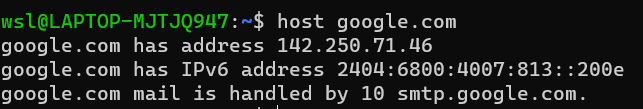 wsl@LAPTOP-MJTJQ947:~$ host google.com
google.com has address 142.250.71.46
google.com has IPv6 address 2404:6800:4007:813::200e
google.com mail is handled by 10 smtp.google.com.